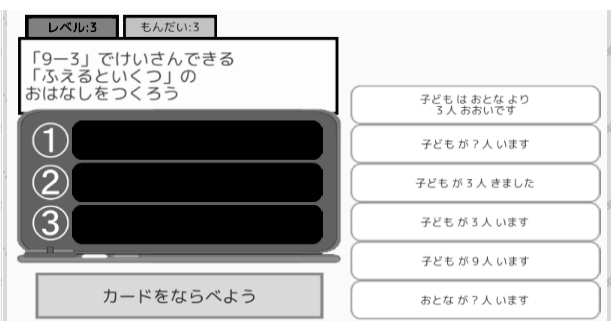 レベル:3
もんだい:3
「9ー3」でけいさんできる
「ふえるといくつ」の
おはなしをつくろう
①
②
③
カードをならべよう
子ども は おとな より
3人 おおいです
子ども が ? 人 います
子ども が 3 人 きました
子ども が 3 人 います
子ども が 9 人 います
おとな が ? 人 います